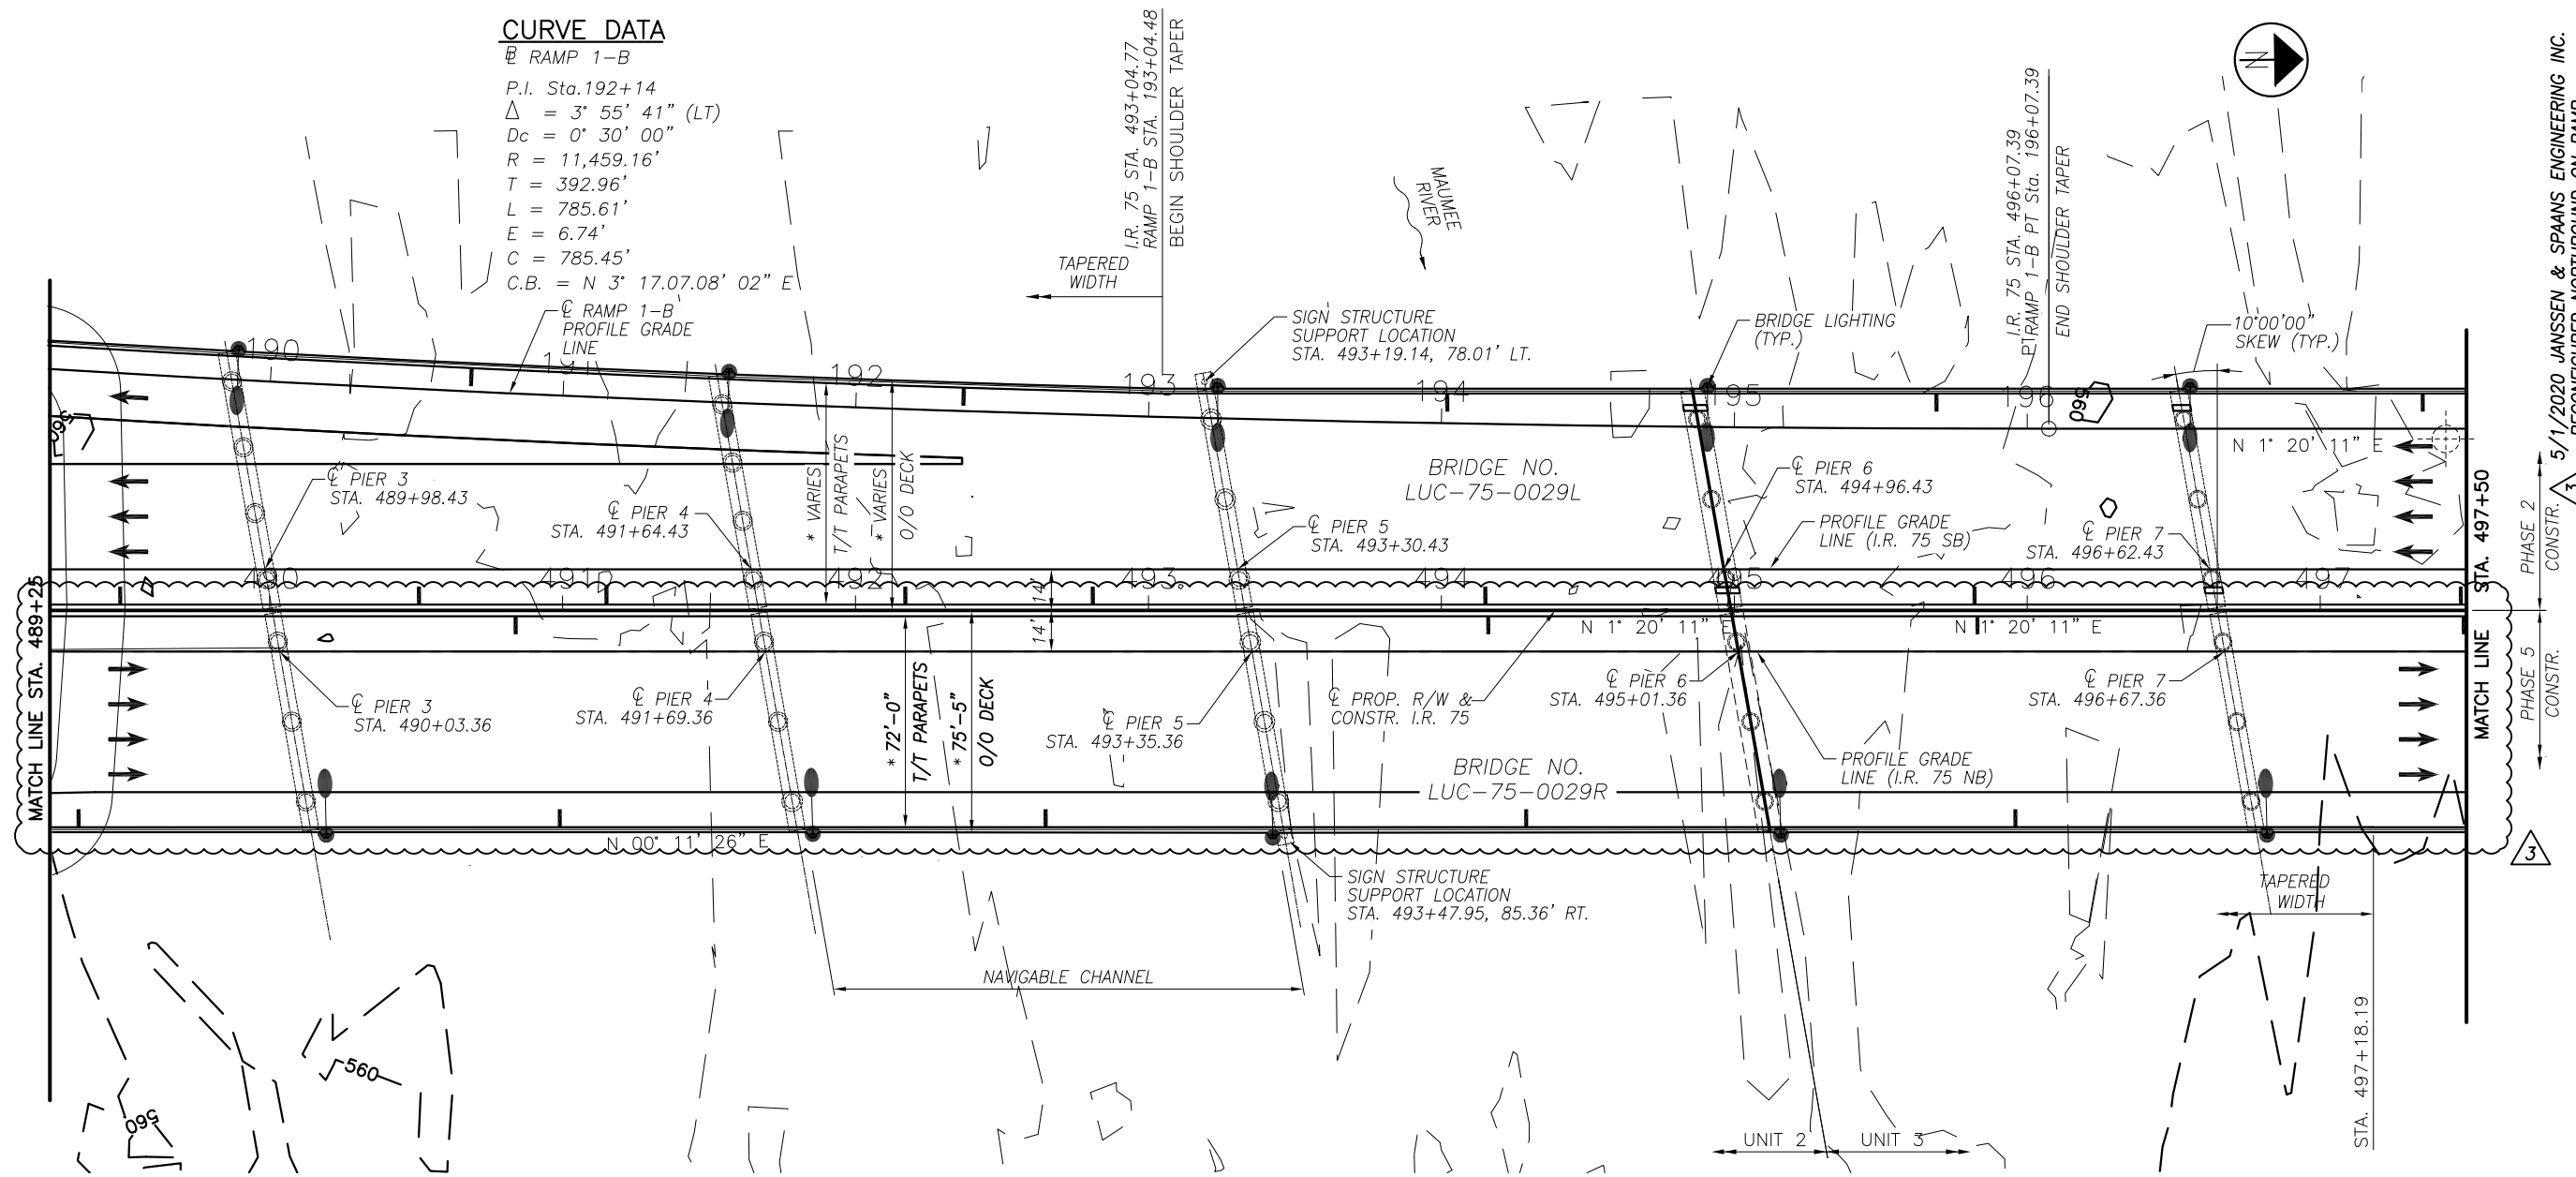 CURVE DATA
℄ RAMP 1-B
P.I. Sta.192+14
Δ = 3° 55' 41" (LT)
Dc = 0° 30' 00"
R = 11,459.16'
T = 392.96'
L = 785.61'
E = 6.74'
C = 785.45'
C.B. = N 3° 17.07.08' 02" E
℄ RAMP 1-B
PROFILE GRADE
LINE
I.R. 75 STA. 493+04.77
RAMP 1-B STA. 193+04.48
BEGIN SHOULDER TAPER
TAPERED
WIDTH
MAUMEE
RIVER
SIGN STRUCTURE
SUPPORT LOCATION
STA. 493+19.14, 78.01' LT.
BRIDGE LIGHTING
(TYP.)
I.R. 75 STA. 496+07.39
PT RAMP 1-B PT Sta. 196+07.39
END SHOULDER TAPER
10°00'00"
SKEW (TYP.)
N
5/1/2020 JANSSEN & SPANS ENGINEERING INC.
RECONFIGURED NORTHBOUND ON-RAMP
3
190
19
192
193
194
195
196
560
560
N 1° 20' 11" E
℄ PIER 3
STA. 489+98.43
℄ PIER 4
STA. 491+64.43
* VARIES
T/T PARAPETS
* VARIES
O/O DECK
℄ PIER 5
STA. 493+30.43
BRIDGE NO.
LUC-75-0029L
℄ PIER 6
STA. 494+96.43
PROFILE GRADE
LINE (I.R. 75 SB)
℄ PIER 7
STA. 496+62.43
490
491
492
493
494
495
496
497
14'
14'
N 1° 20' 11" E
N 1° 20' 11" E
MATCH LINE STA. 489+25
MATCH LINE STA. 497+50
PHASE 2
CONSTR.
PHASE 5
CONSTR.
℄ PIER 3
STA. 490+03.36
℄ PIER 4
STA. 491+69.36
* 72'-0"
T/T PARAPETS
* 75'-5"
O/O DECK
℄ PIER 5
STA. 493+35.36
℄ PROP. R/W &
CONSTR. I.R. 75
℄ PIER 6
STA. 495+01.36
℄ PIER 7
STA. 496+67.36
PROFILE GRADE
LINE (I.R. 75 NB)
BRIDGE NO.
LUC-75-0029R
N 00° 11' 26" E
3
SIGN STRUCTURE
SUPPORT LOCATION
STA. 493+47.95, 85.36' RT.
TAPERED
WIDTH
NAVIGABLE CHANNEL
STA. 497+18.19
560
560
UNIT 2
UNIT 3